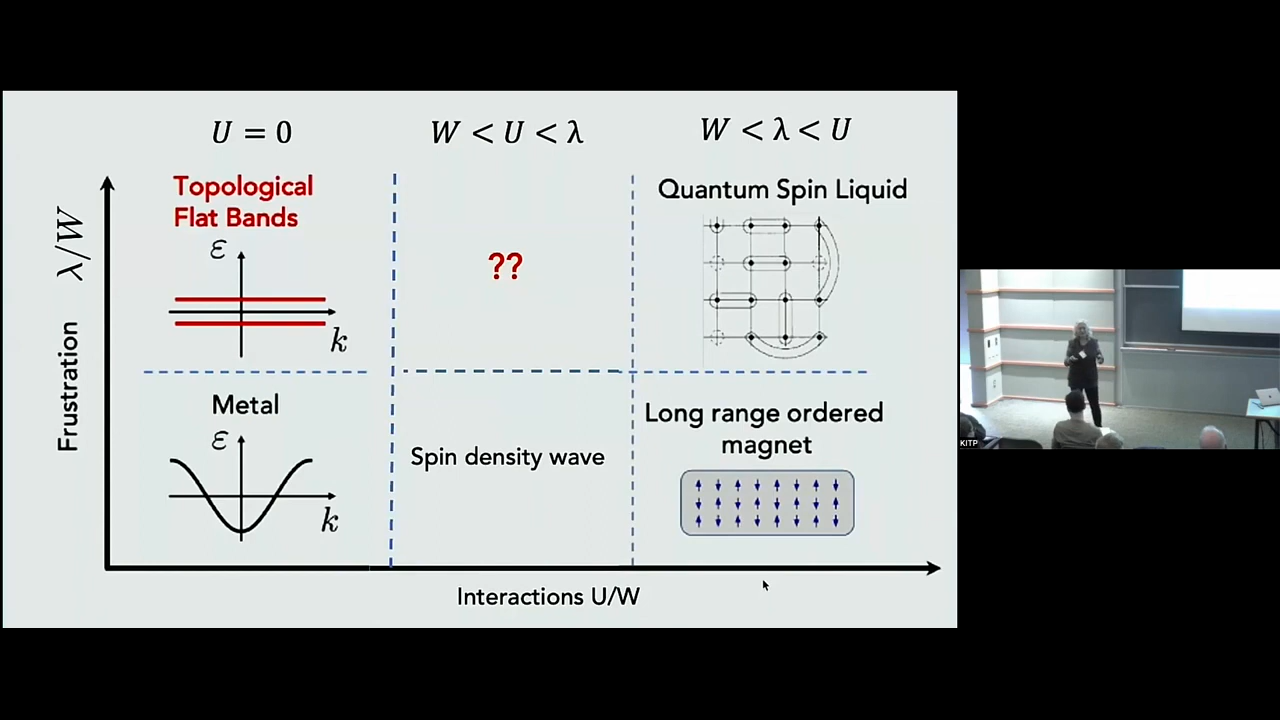 U = 0
W < U < λ
W < λ < U
Topological
Flat Bands
ε
k
??
Quantum Spin Liquid
Frustration λ/W
Metal
ε
k
Spin density wave
Long range ordered
magnet
Interactions U/W
KITP